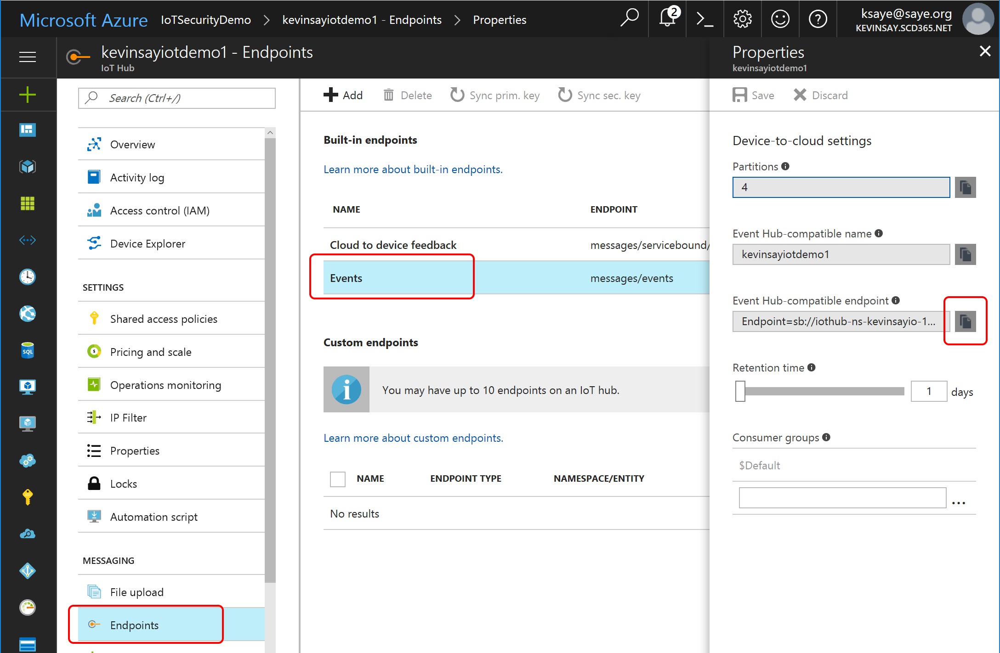 Microsoft Azure IoTSecurityDemo > kevinsayiotdemo1 - Endpoints > Properties
2
ksaye@saye.org
KEVINSAY.SCD365.NET
kevinsayiotdemo1 - Endpoints
IoT Hub
Search (Ctrl+/)
Overview
Activity log
Access control (IAM)
Device Explorer
SETTINGS
Shared access policies
Pricing and scale
Operations monitoring
IP Filter
Properties
Locks
Automation script
MESSAGING
File upload
Endpoints
SQL
Add Delete Sync prim. key Sync sec. key
Built-in endpoints
Learn more about built-in endpoints.
NAME ENDPOINT
Cloud to device feedback messages/servicebound/
Events messages/events
Custom endpoints
You may have up to 10 endpoints on an IoT hub.
Learn more about custom endpoints.
NAME ENDPOINT TYPE NAMESPACE/ENTITY
No results
Properties
kevinsayiotdemo1
Save Discard
Device-to-cloud settings
Partitions
4
Event Hub-compatible name
kevinsayiotdemo1
Event Hub-compatible endpoint
Endpoint=sb://iothub-ns-kevinsayio-1...
Retention time
1 days
Consumer groups
$Default
...